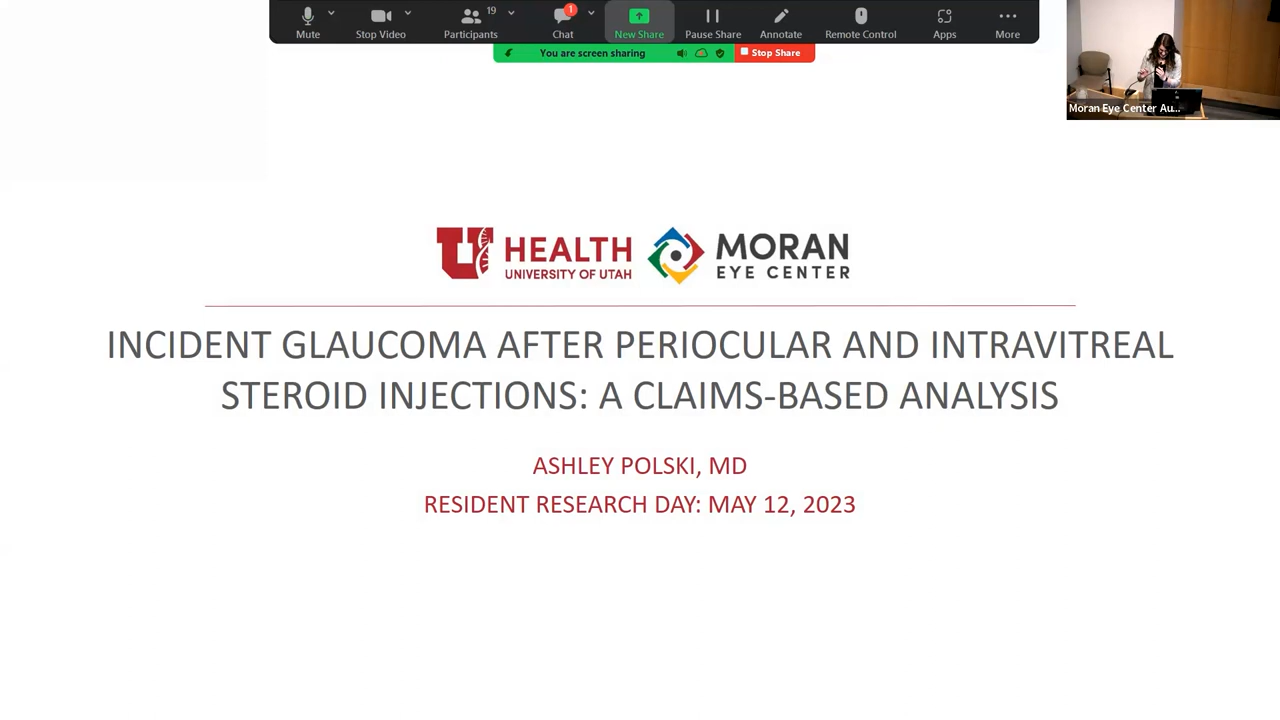 Mute
Stop Video
19
Participants
1
Chat
New Share
Pause Share
Annotate
Remote Control
Apps
More
You are screen sharing
Stop Share
Moran Eye Center Au...
U HEALTH
UNIVERSITY OF UTAH
MORAN
EYE CENTER
INCIDENT GLAUCOMA AFTER PERIOCULAR AND INTRAVITREAL
STEROID INJECTIONS: A CLAIMS-BASED ANALYSIS
ASHLEY POLSKI, MD
RESIDENT RESEARCH DAY: MAY 12, 2023